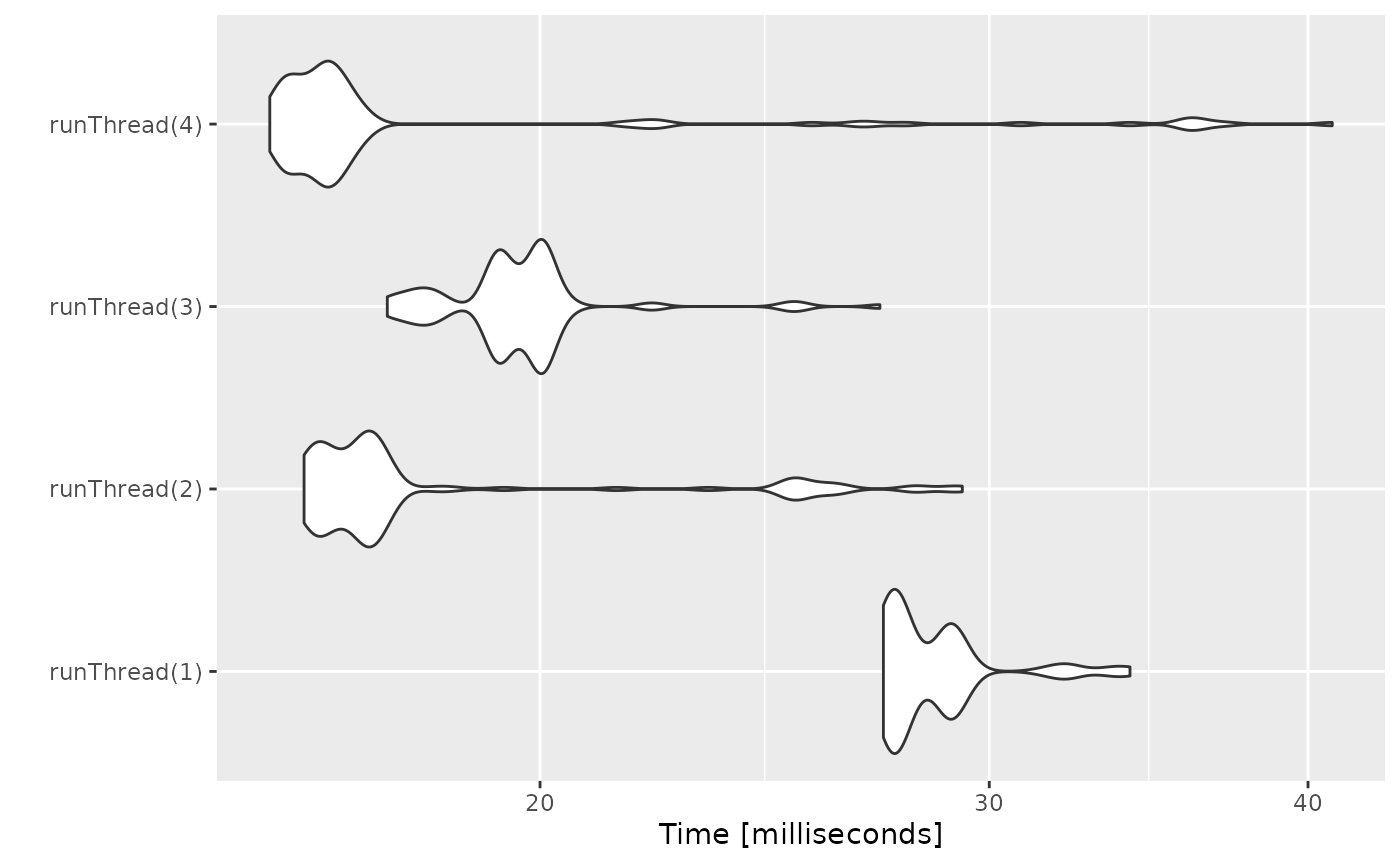 runThread(4)
runThread(3)
runThread(2)
runThread(1)
20 30 40
Time [milliseconds]